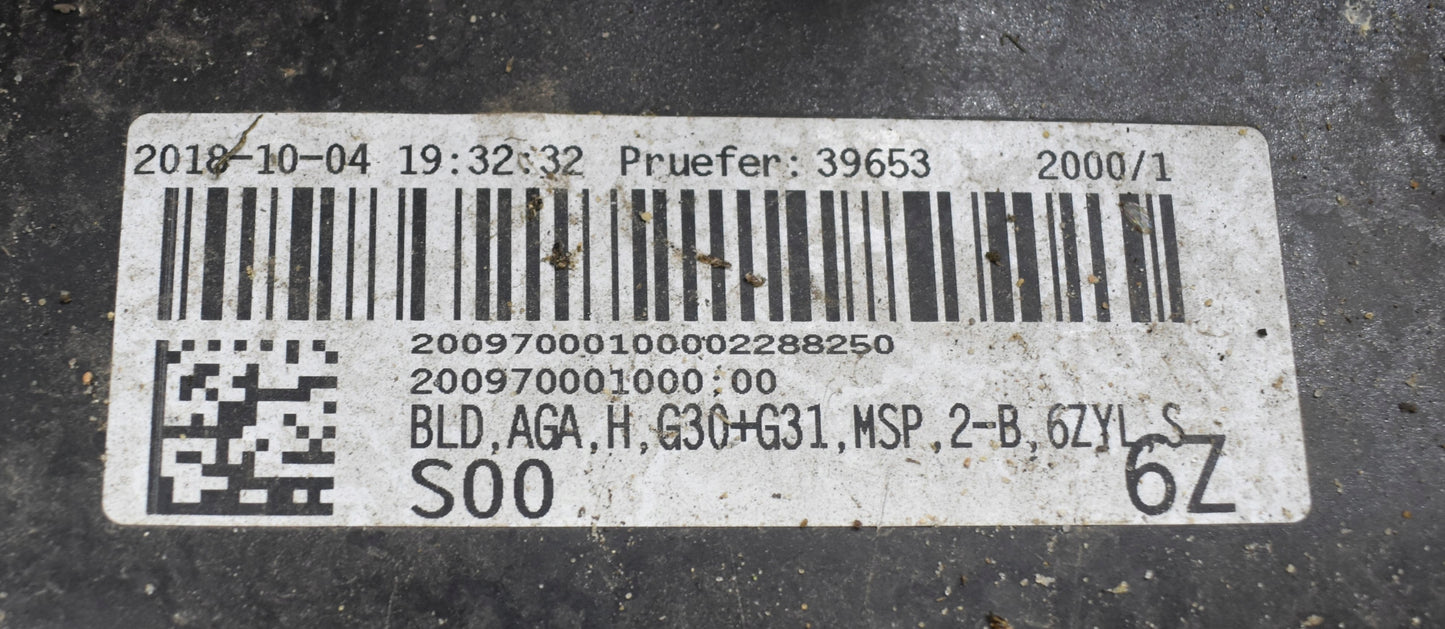 2018-10-04 19:32:32 Pruefer: 39653 2000/1
20097000100002288250
200970001000:00
BLD,AGA,H,G30+G31,MSP,2-B,6ZYL,S
S00 6Z